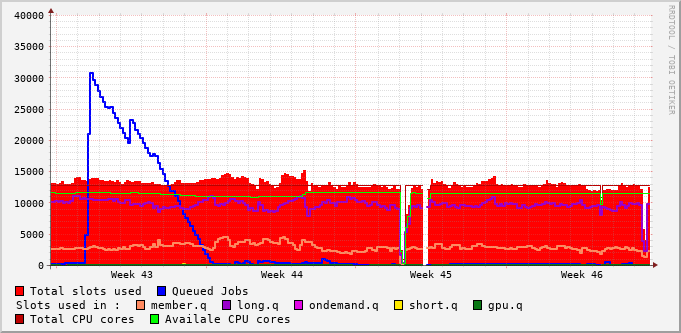 40000
35000
30000
25000
20000
15000
10000
5000
0
Week 43 Week 44 Week 45 Week 46
RRDTOOL / TOBI OETIKER
Total slots used Queued Jobs
Slots used in : member.q long.q ondemand.q short.q gpu.q
Total CPU cores Availale CPU cores